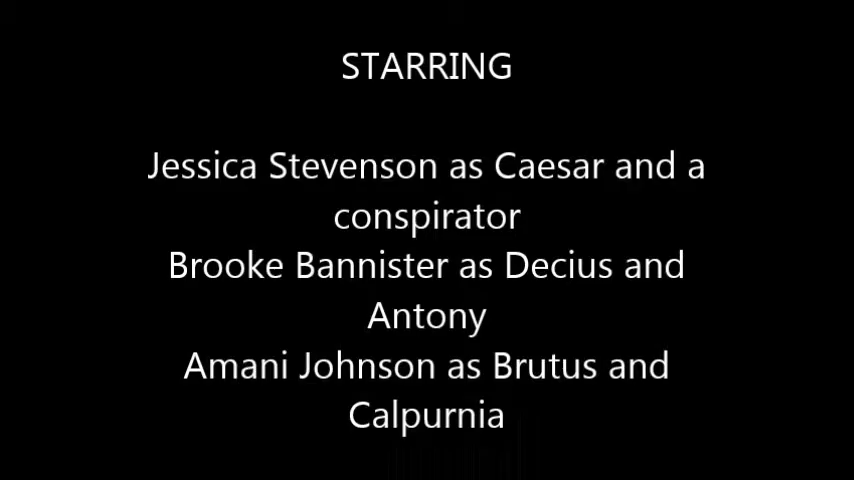 STARRING
Jessica Stevenson as Caesar and a
conspirator
Brooke Bannister as Decius and
Antony
Amani Johnson as Brutus and
Calpurnia